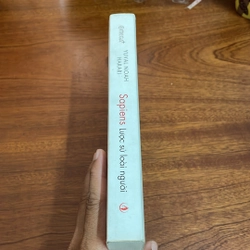 YUVAL NOAH
HARARI
Sapiens Lược sử loài người